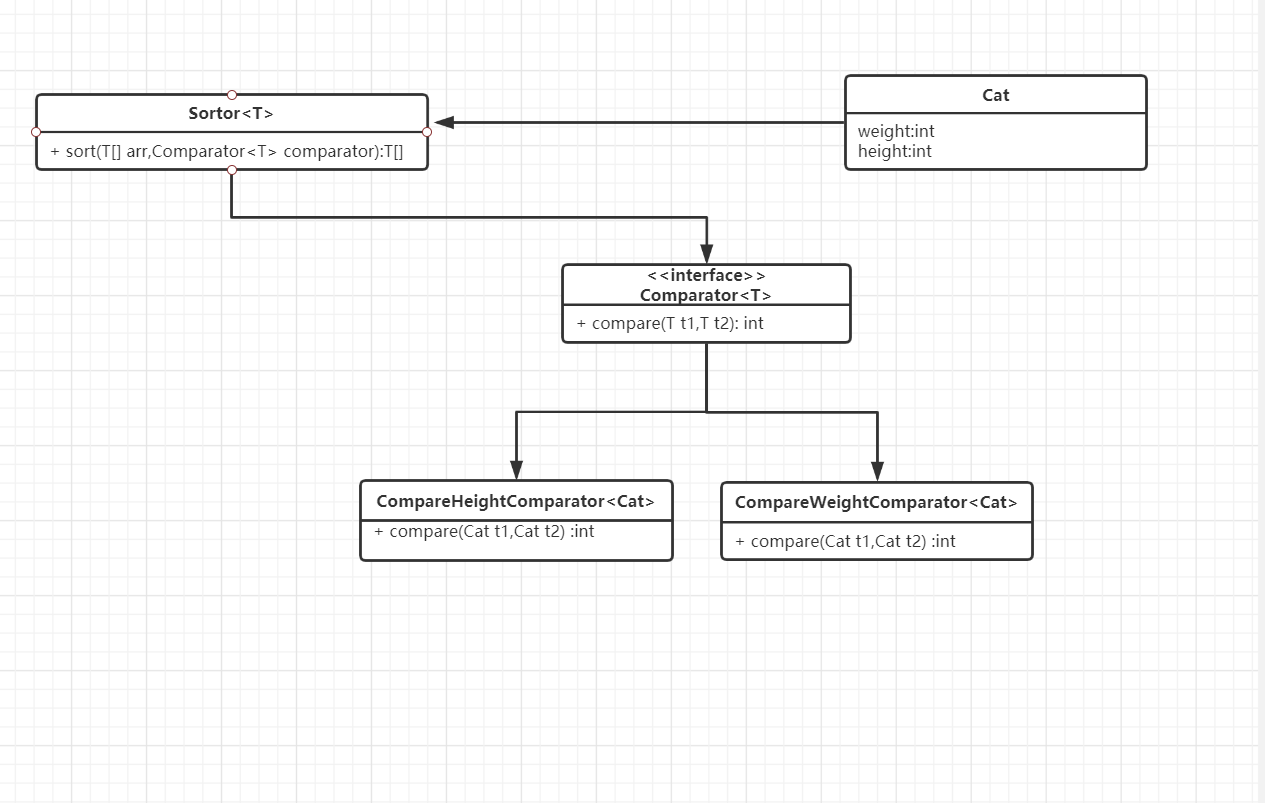 Sortor<T>
+ sort(T[] arr,Comparator<T> comparator):T[]
Cat
weight:int
height:int
<<interface>>
Comparator<T>
+ compare(T t1,T t2): int
CompareHeightComparator<Cat>
+ compare(Cat t1,Cat t2) :int
CompareWeightComparator<Cat>
+ compare(Cat t1,Cat t2) :int